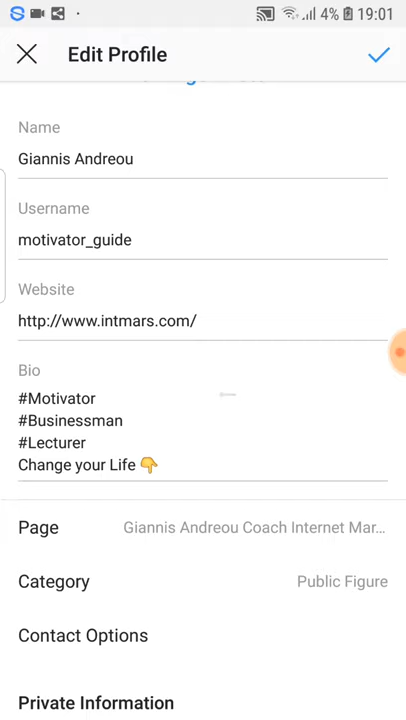 4% 19:01
Edit Profile
Name
Giannis Andreou
Username
motivator_guide
Website
http://www.intmars.com/
Bio
#Motivator
#Businessman
#Lecturer
Change your Life 👇
Page Giannis Andreou Coach Internet Mar...
Category Public Figure
Contact Options
Private Information